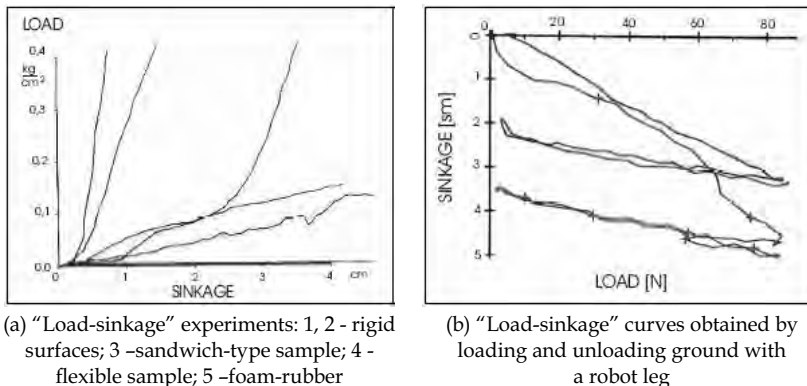 LOAD
0,4
kg
cm²
0,3
0,2
0,1
0,0
0
1
2
3
4
cm
SINKAGE
0
20
40
60
80
0
1
2
3
4
5
SINKAGE [sm]
LOAD [N]
(a) “Load-sinkage” experiments: 1, 2 - rigid
surfaces; 3 –sandwich-type sample; 4 -
flexible sample; 5 –foam-rubber
(b) “Load-sinkage” curves obtained by
loading and unloading ground with
a robot leg